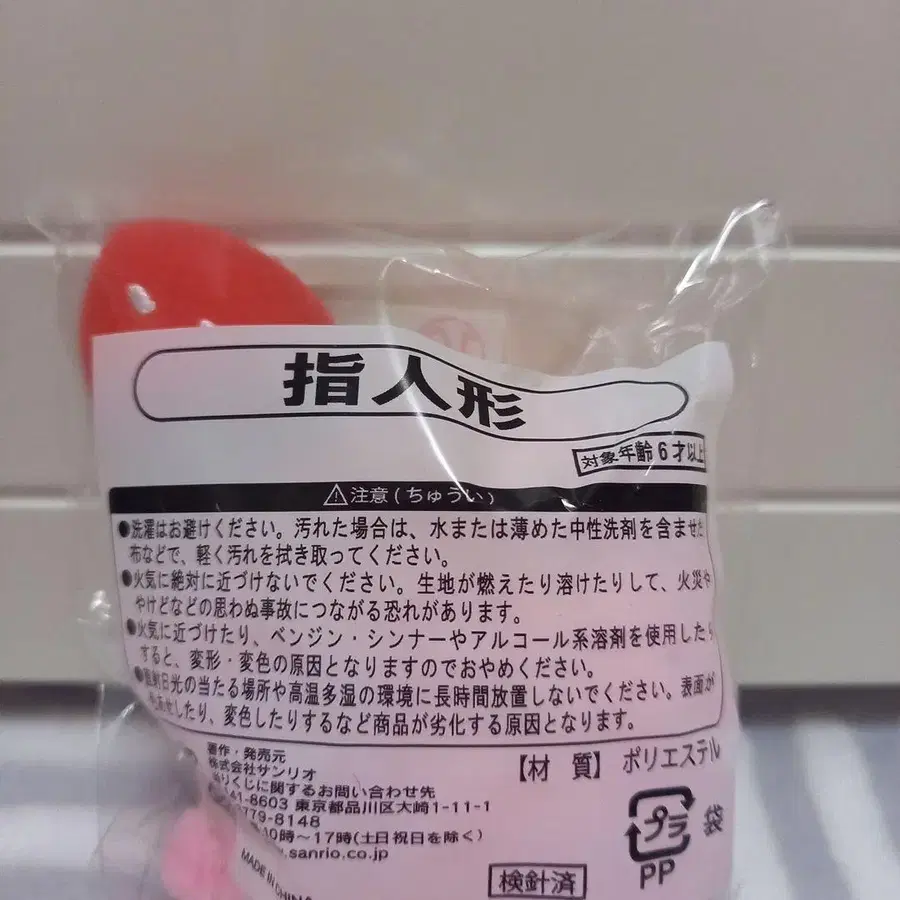 指人形
対象年齢6才以上
⚠注意(ちゅうい)
●洗濯はお避けください。汚れた場合は、水または薄めた中性洗剤を含ませた
布などで、軽く汚れを拭き取ってください。
●火気に絶対に近づけないでください。生地が燃えたり溶けたりして、火災や
やけどなどの思わぬ事故につながる恐れがあります。
●火気に近づけたり、ベンジン・シンナーやアルコール系溶剤を使用したり
すると、変形・変色の原因となりますのでおやめください。
●直射日光の当たる場所や高温多湿の環境に長時間放置しないでください。表面が
したり、変色したりするなど商品が劣化する原因となります。
【材 質】 ポリエステル
著作・発売元
株式会社サンリオ
くじに関するお問い合わせ先
141-8603 東京都品川区大崎1-11-1
3779-8148
10時～17時(土日祝日を除く)
www.sanrio.co.jp
MADE IN CHINA
プラ 袋
PP
検針済